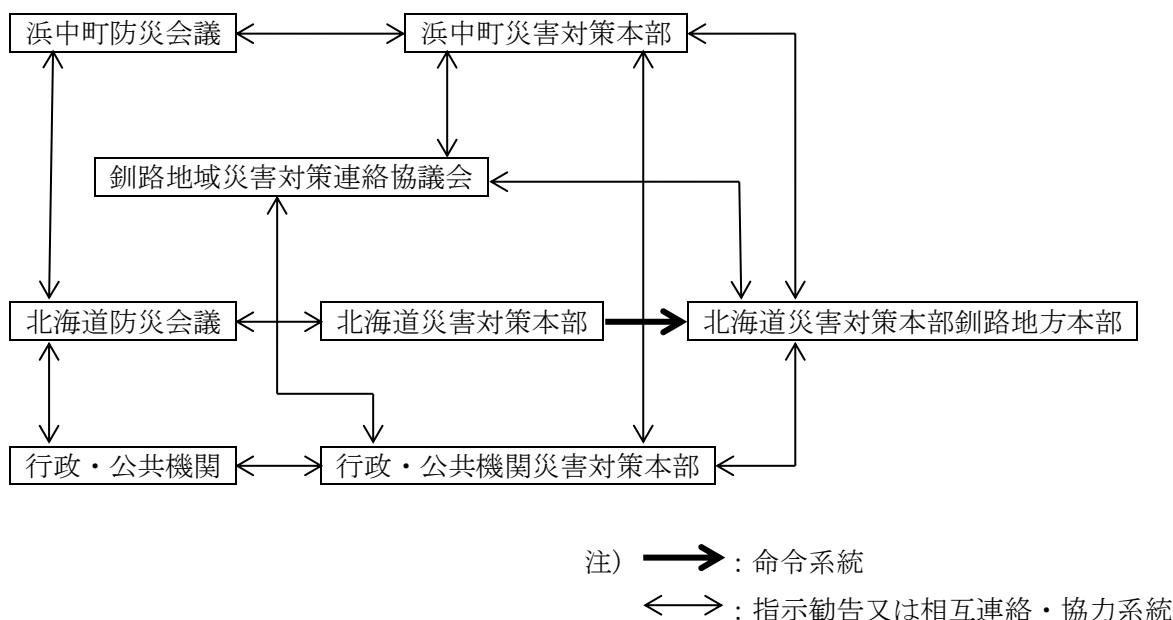 浜中町防災会議
浜中町災害対策本部
釧路地域災害対策連絡協議会
北海道防災会議
北海道災害対策本部
北海道災害対策本部釧路地方本部
行政・公共機関
行政・公共機関災害対策本部
注） ：命令系統
：指示勧告又は相互連絡・協力系統